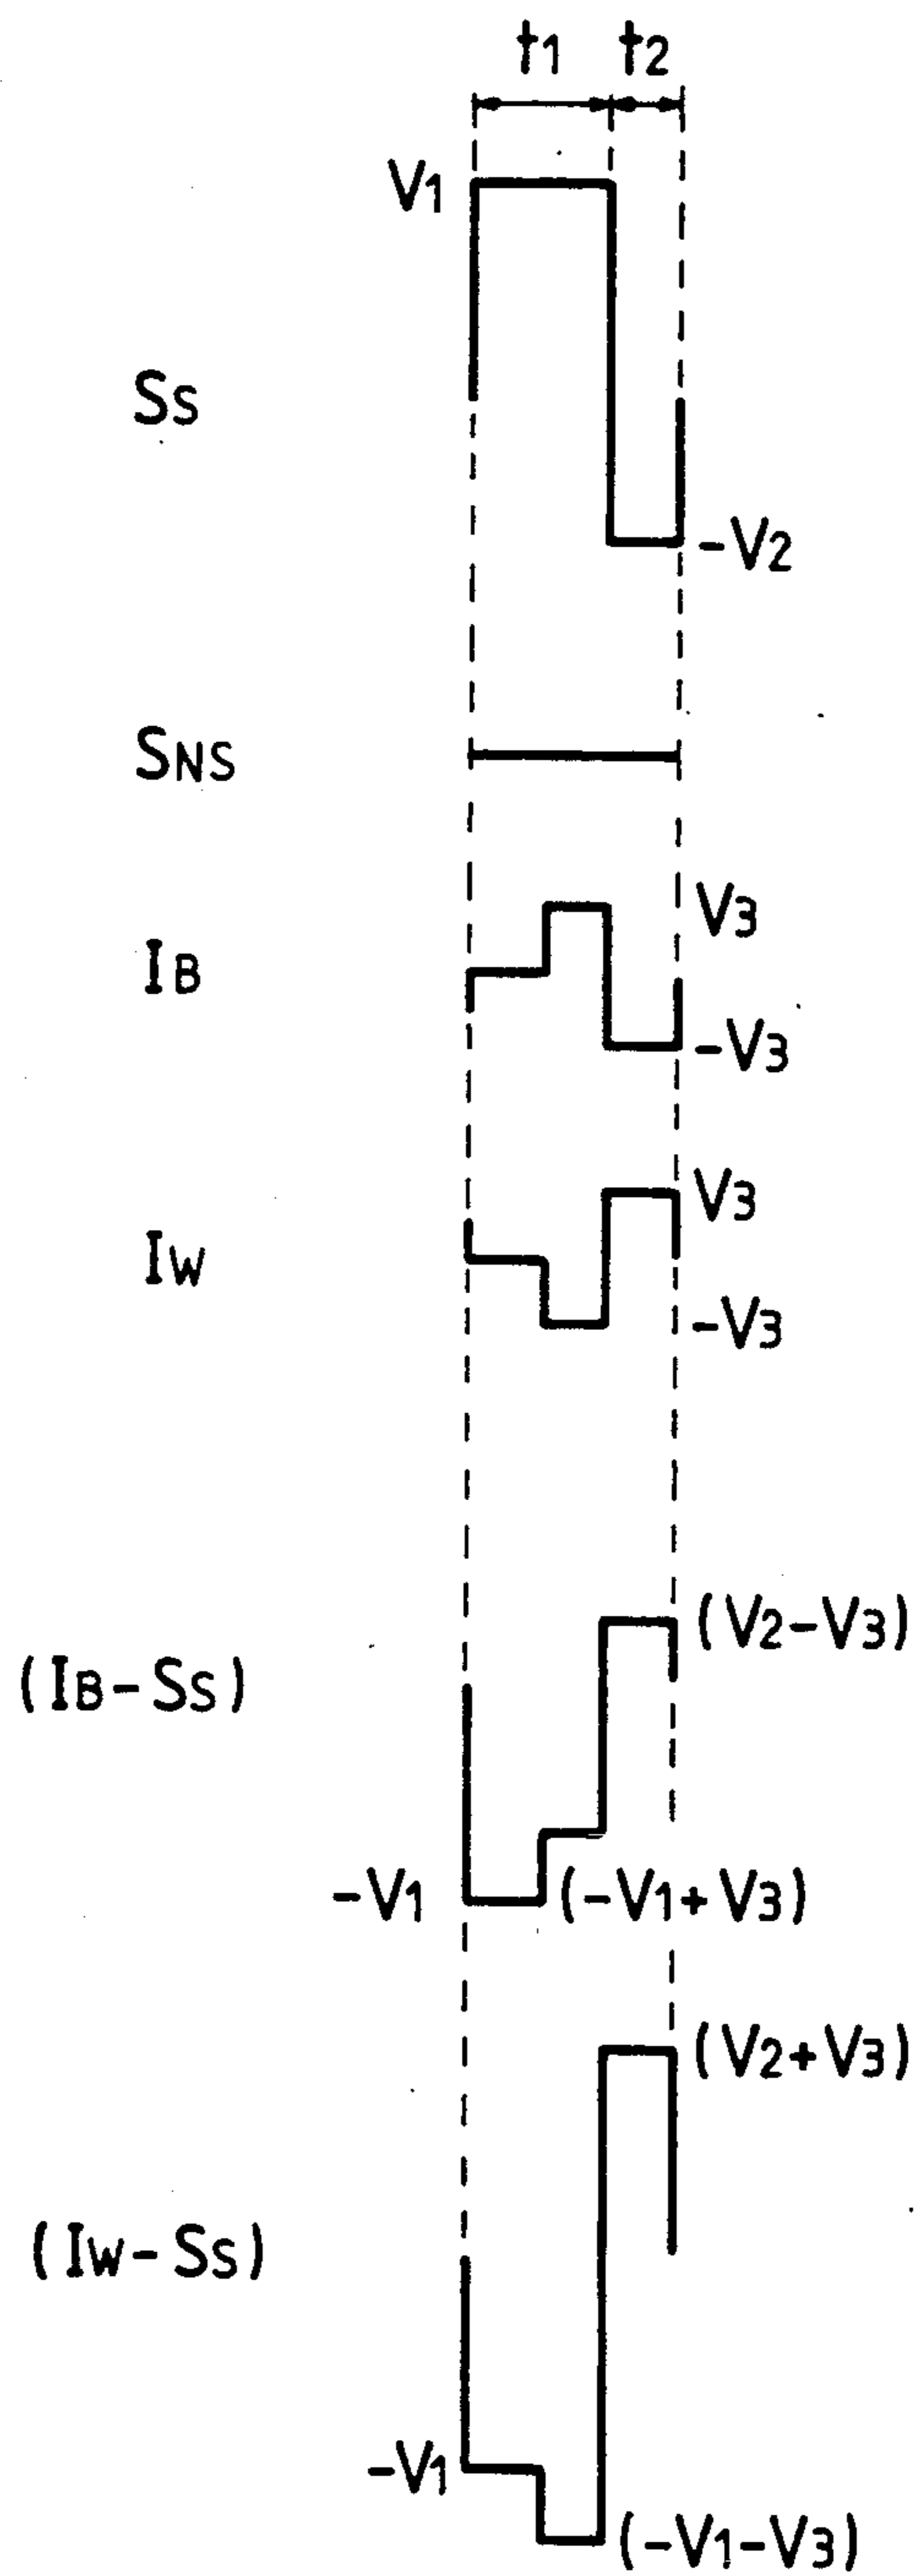 t1 t2
V1
SS
-V2
SNS
V3
IB
-V3
V3
IW
-V3
(V2-V3)
(IB-SS)
-V1 (-V1+V3)
(V2+V3)
(IW-SS)
-V1
(-V1-V3)